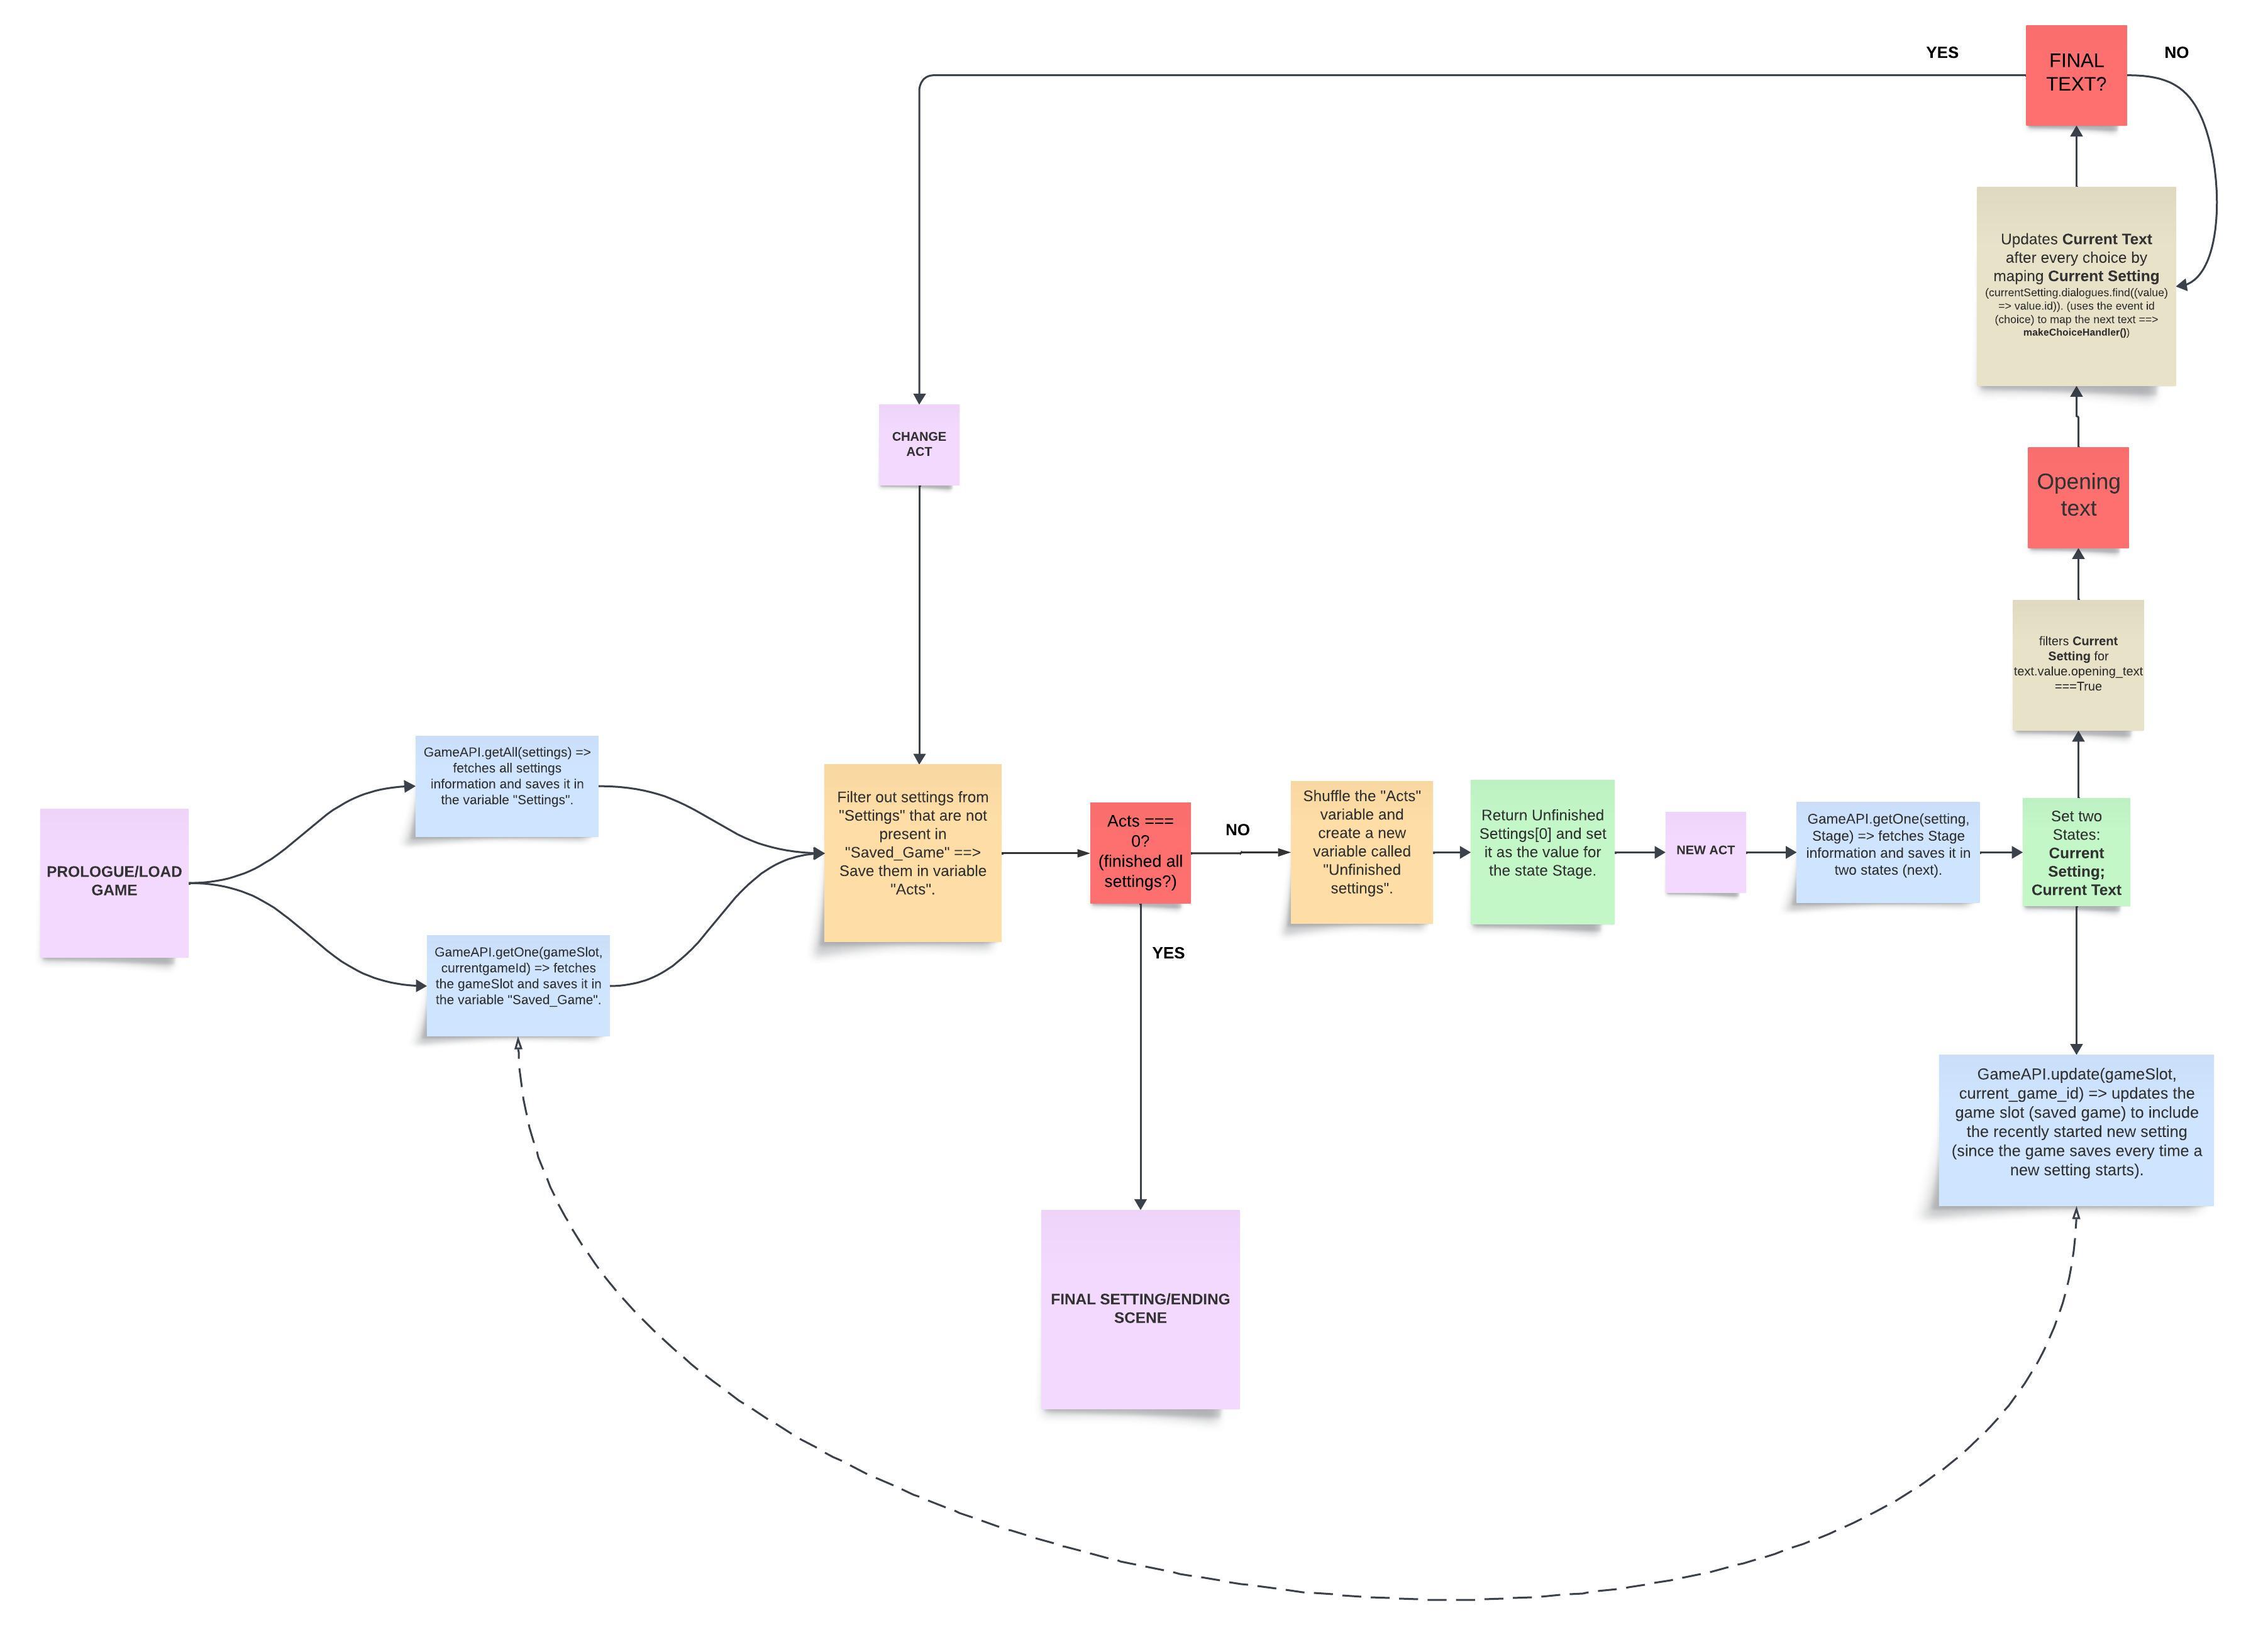 YES
NO
FINAL
TEXT?
Updates Current Text
after every choice by
maping Current Setting
(currentSetting.dialogues.find((value)
=> value.id)). (uses the event id
(choice) to map the next text ==>
makeChoiceHandler())
CHANGE
ACT
Opening
text
filters Current
Setting for
text.value.opening_text
===True
PROLOGUE/LOAD
GAME
GameAPI.getAll(settings) =>
fetches all settings
information and saves it in
the variable "Settings".
GameAPI.getOne(gameSlot,
currentgameId) => fetches
the gameSlot and saves it in
the variable "Saved_Game".
Filter out settings from
"Settings" that are not
present in
"Saved_Game" ==>
Save them in variable
"Acts".
Acts ===
0?
(finished all
settings?)
NO
YES
Shuffle the "Acts"
variable and
create a new
variable called
"Unfinished
settings".
Return Unfinished
Settings[0] and set
it as the value for
the state Stage.
NEW ACT
GameAPI.getOne(setting,
Stage) => fetches Stage
information and saves it in
two states (next).
Set two
States:
Current
Setting;
Current Text
GameAPI.update(gameSlot,
current_game_id) => updates the
game slot (saved game) to include
the recently started new setting
(since the game saves every time a
new setting starts).
FINAL SETTING/ENDING
SCENE